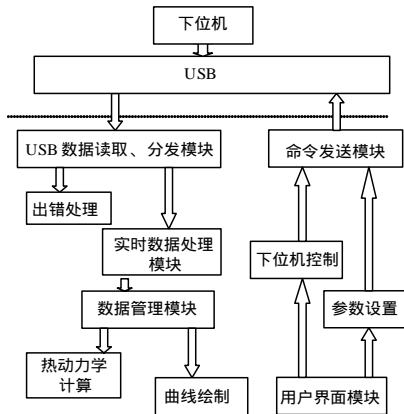 下位机
USB
USB 数据读取、分发模块
命令发送模块
出错处理
实时数据处理
模块
下位机控制
数据管理模块
参数设置
热动力学
计算
曲线绘制
用户界面模块